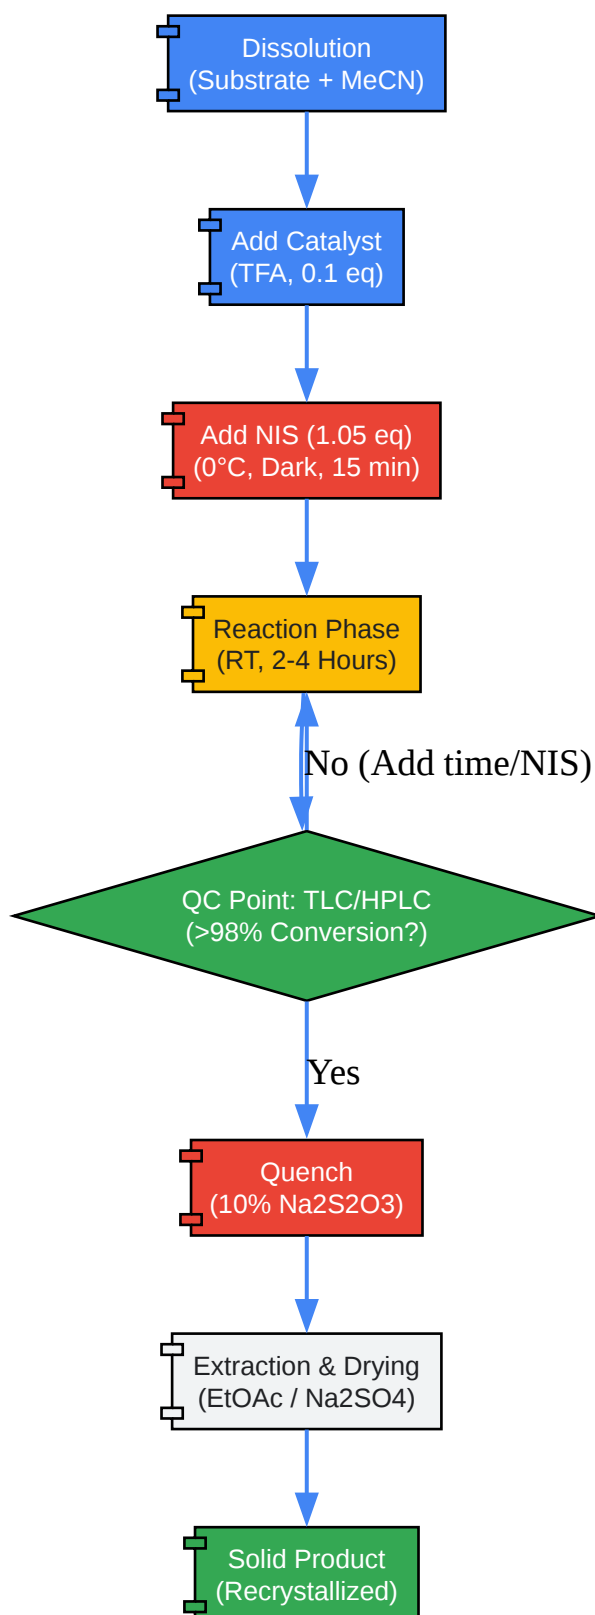 Dissolution
(Substrate + MeCN)
Add Catalyst
(TFA, 0.1 eq)
Add NIS (1.05 eq)
(0°C, Dark, 15 min)
Reaction Phase
(RT, 2-4 Hours)
No (Add time/NIS)
QC Point: TLC/HPLC
(>98% Conversion?)
Yes
Quench
(10% Na2S2O3)
Extraction & Drying
(EtOAc / Na2SO4)
Solid Product
(Recrystallized)